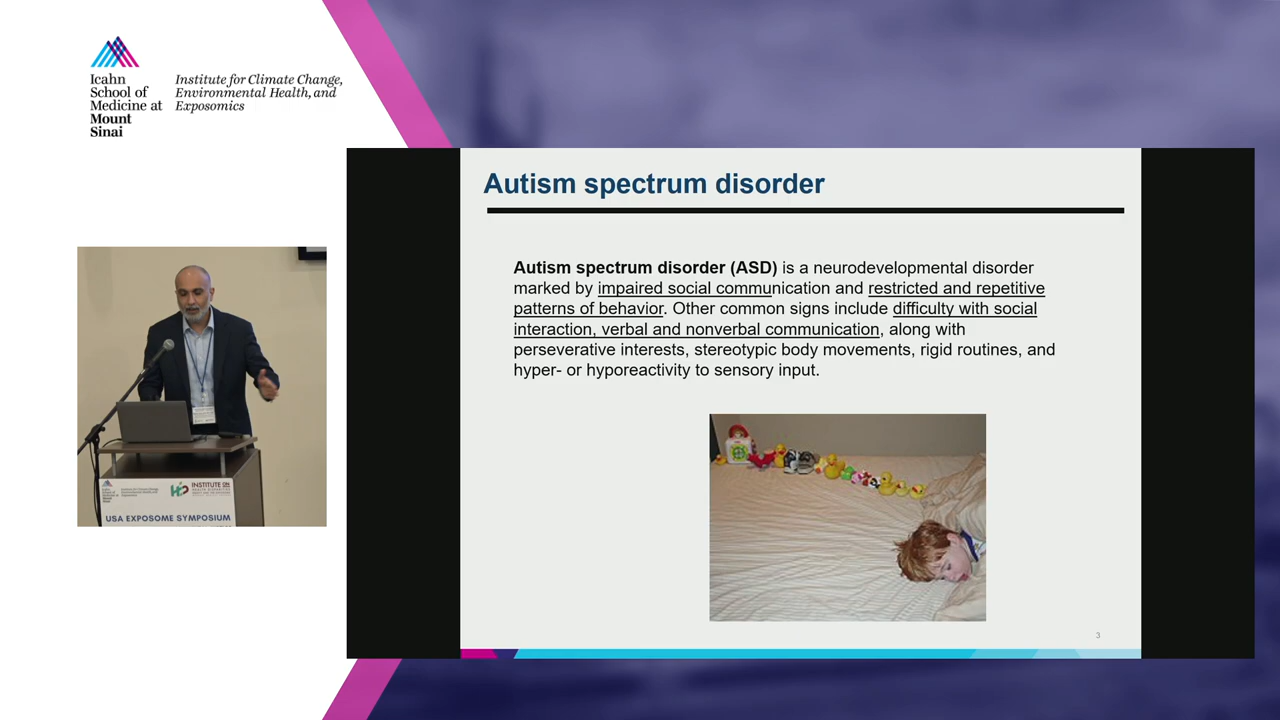 Icahn
School of
Medicine at
Mount
Sinai
Institute for Climate Change,
Environmental Health, and
Exposomics
Autism spectrum disorder
Autism spectrum disorder (ASD) is a neurodevelopmental disorder
marked by impaired social communication and restricted and repetitive
patterns of behavior. Other common signs include difficulty with social
interaction, verbal and nonverbal communication, along with
perseverative interests, stereotypic body movements, rigid routines, and
hyper- or hyporeactivity to sensory input.
3
INSTITUTE
USA EXPOSOME SYMPOSIUM